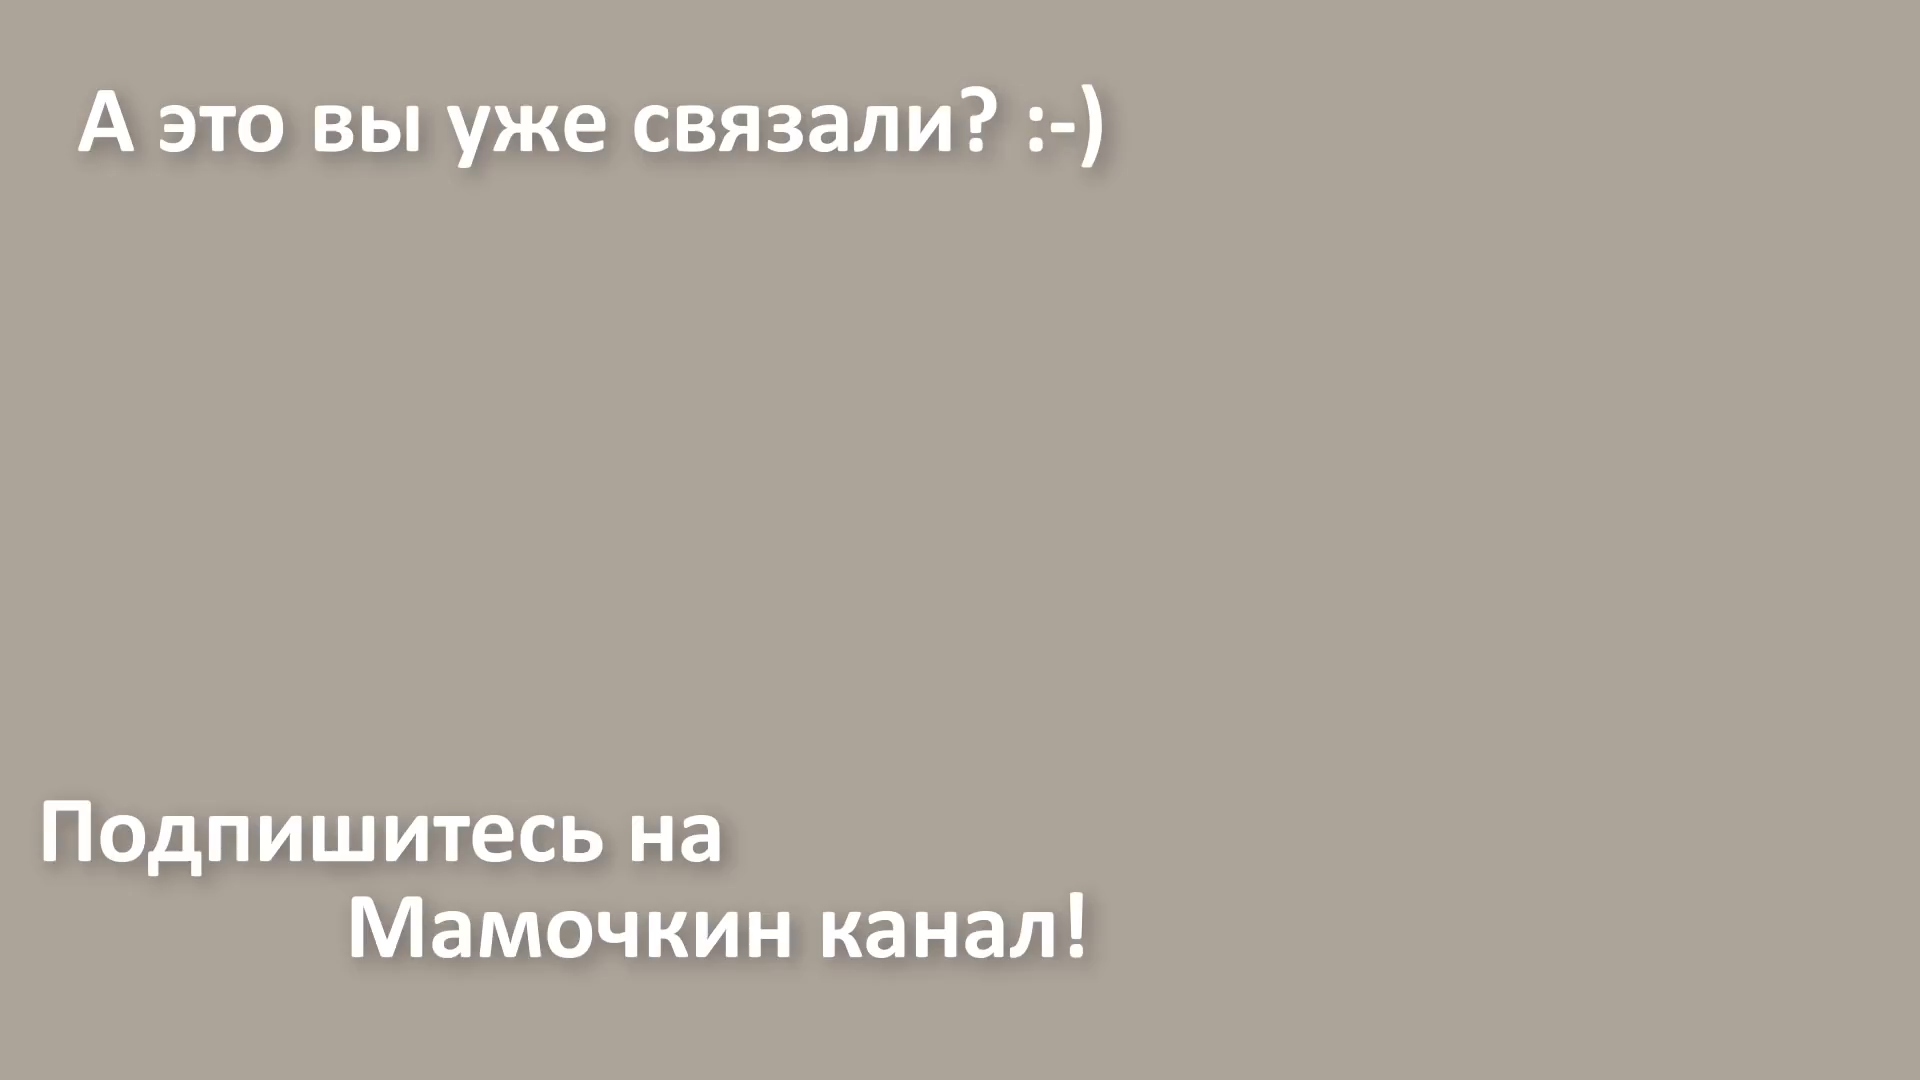 А это вы уже связали? :-)
Подпишитесь на
Мамочкин канал!